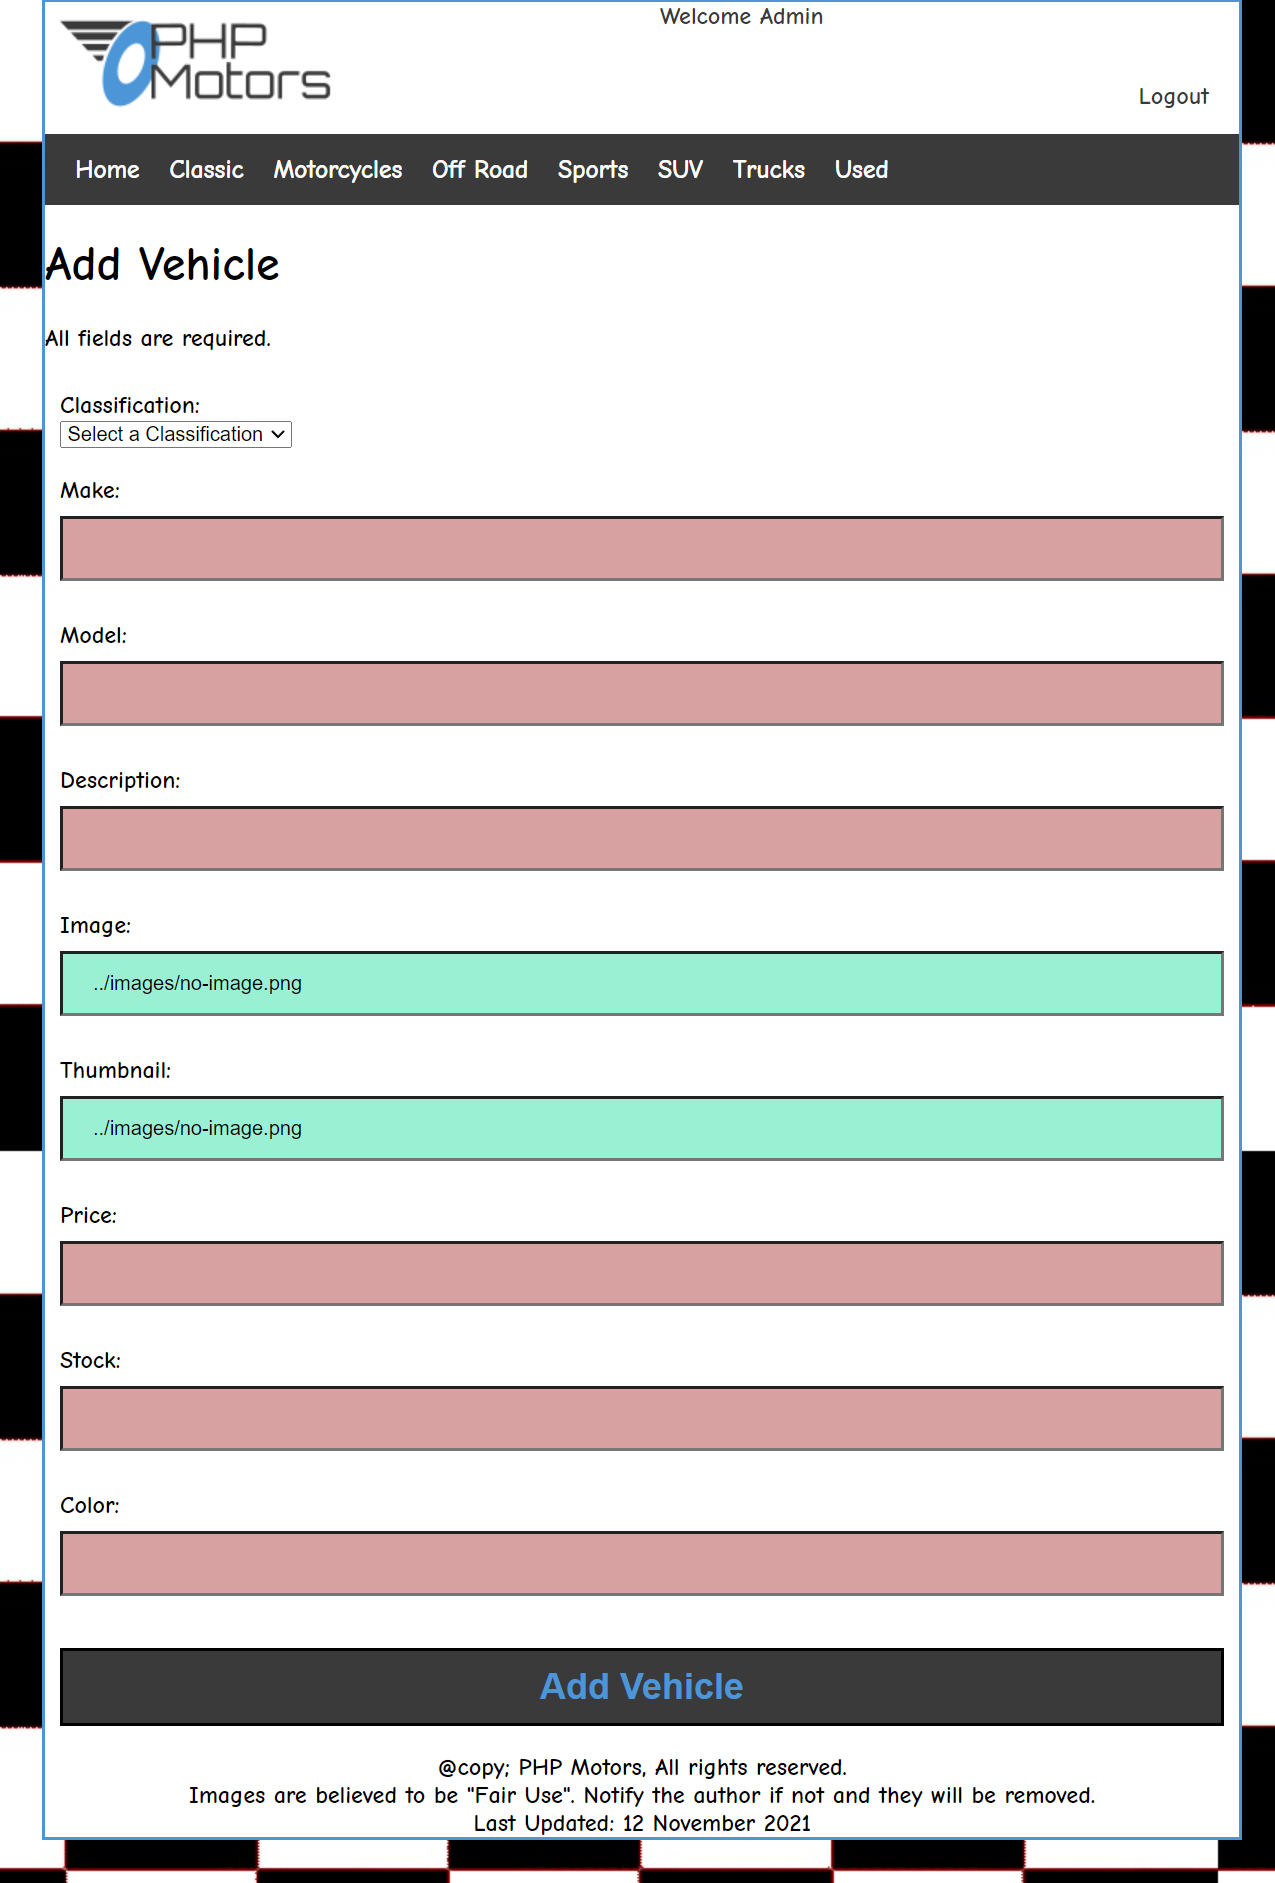 Welcome Admin
PHP
Motors
Logout
Home Classic Motorcycles Off Road Sports SUV Trucks Used
Add Vehicle
All fields are required.
Classification:
Select a Classification
Make:
Model:
Description:
Image:
../images/no-image.png
Thumbnail:
../images/no-image.png
Price:
Stock:
Color:
Add Vehicle
@copy; PHP Motors, All rights reserved.
Images are believed to be "Fair Use". Notify the author if not and they will be removed.
Last Updated: 12 November 2021